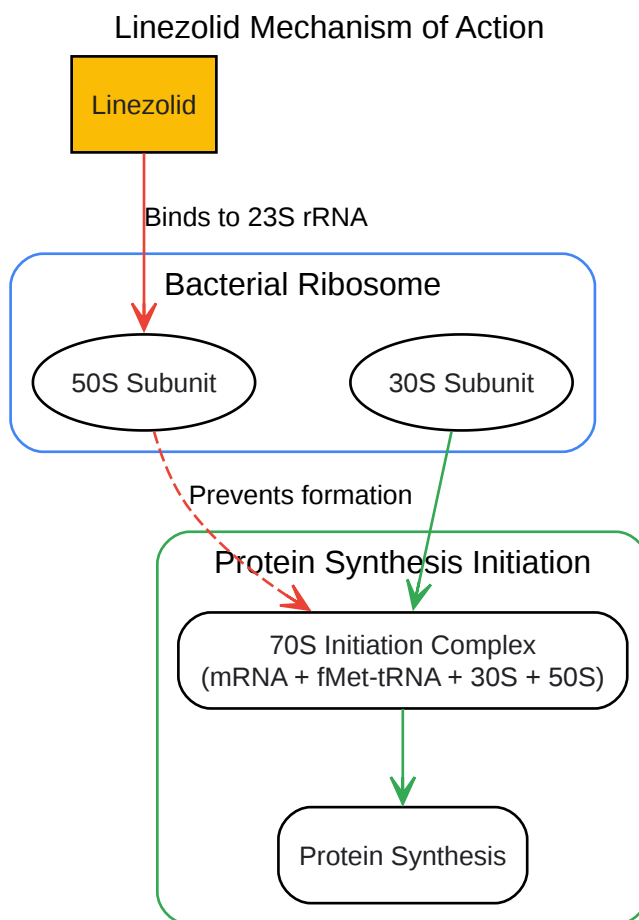 Linezolid Mechanism of Action
Linezolid
Binds to 23S rRNA
Bacterial Ribosome
50S Subunit
30S Subunit
Prevents formation
Protein Synthesis Initiation
70S Initiation Complex
(mRNA + fMet-tRNA + 30S + 50S)
Protein Synthesis